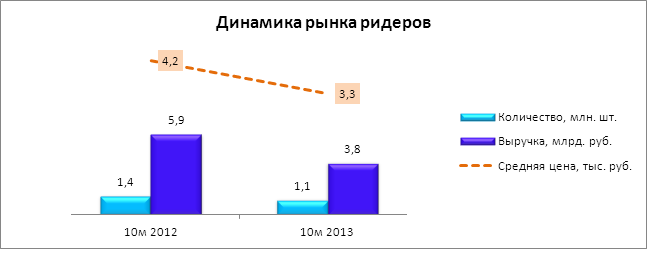 Динамика рынка ридеров
4,2
3,3
5,9
3,8
1,4
1,1
10м 2012
10м 2013
Количество, млн. шт.
Выручка, млрд. руб.
Средняя цена, тыс. руб.